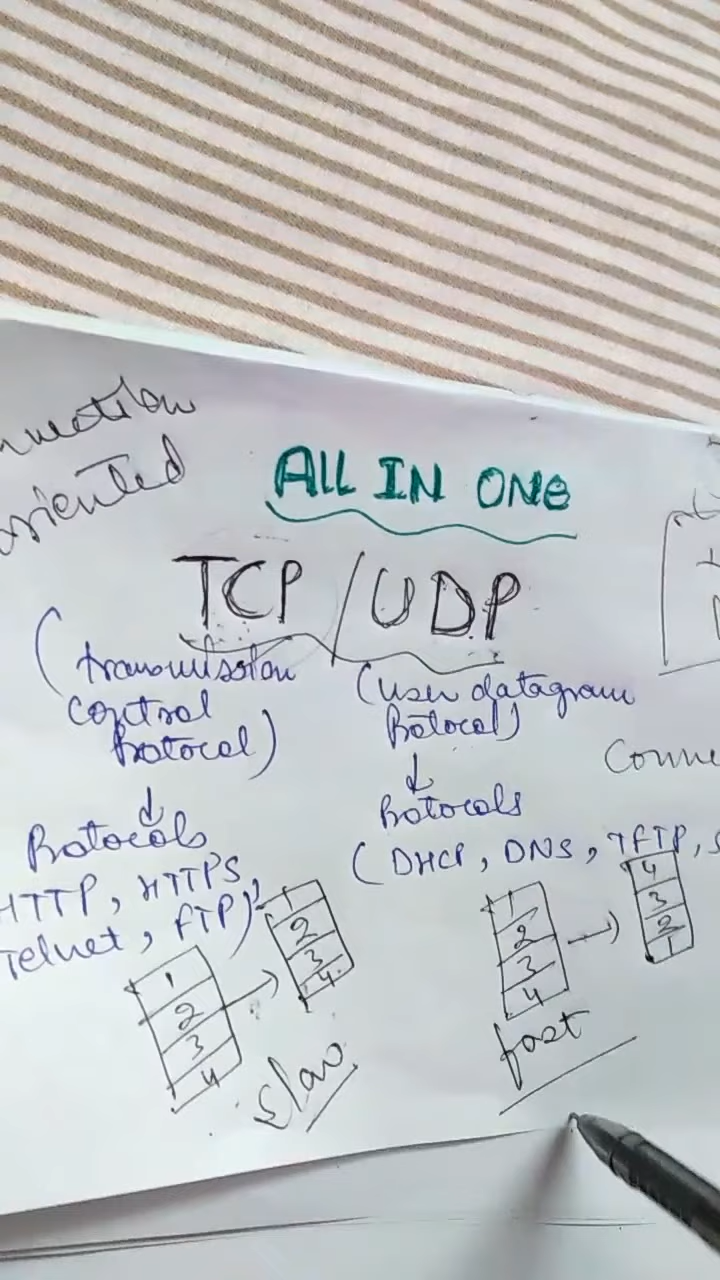 oriented
ALL IN ONE
TCP / UDP
(transmission
control
Protocol)
(user datagram
Protocol)
↓
Protocols
HTTP, HTTPS,
Telnet, FTP)
↓
Protocols
(DHCP, DNS, TFTP,
1
2
3
4
1
2
3
4
slow
1
2
3
4
4
3
2
1
fast